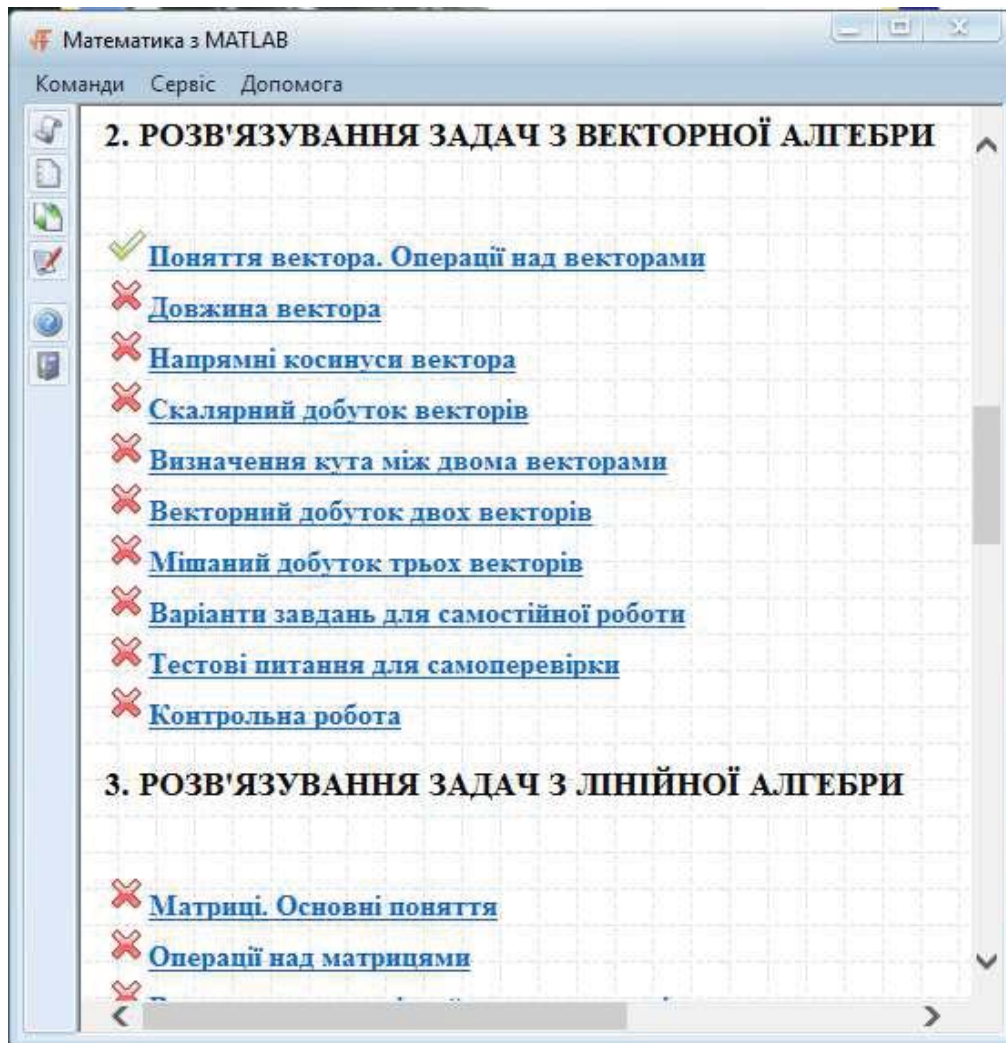 Математика з MATLAB
Команди Сервіс Допомога
2. РОЗВ'ЯЗУВАННЯ ЗАДАЧ З ВЕКТОРНОЇ АЛГЕБРИ
Поняття вектора. Операції над векторами
Довжина вектора
Напрямні косинуси вектора
Скалярний добуток векторів
Визначення кута між двома векторами
Векторний добуток двох векторів
Мішаний добуток трьох векторів
Варіанти завдань для самостійної роботи
Тестові питання для самоперевірки
Контрольна робота
3. РОЗВ'ЯЗУВАННЯ ЗАДАЧ З ЛІНІЙНОЇ АЛГЕБРИ
Матриці. Основні поняття
Операції над матрицями